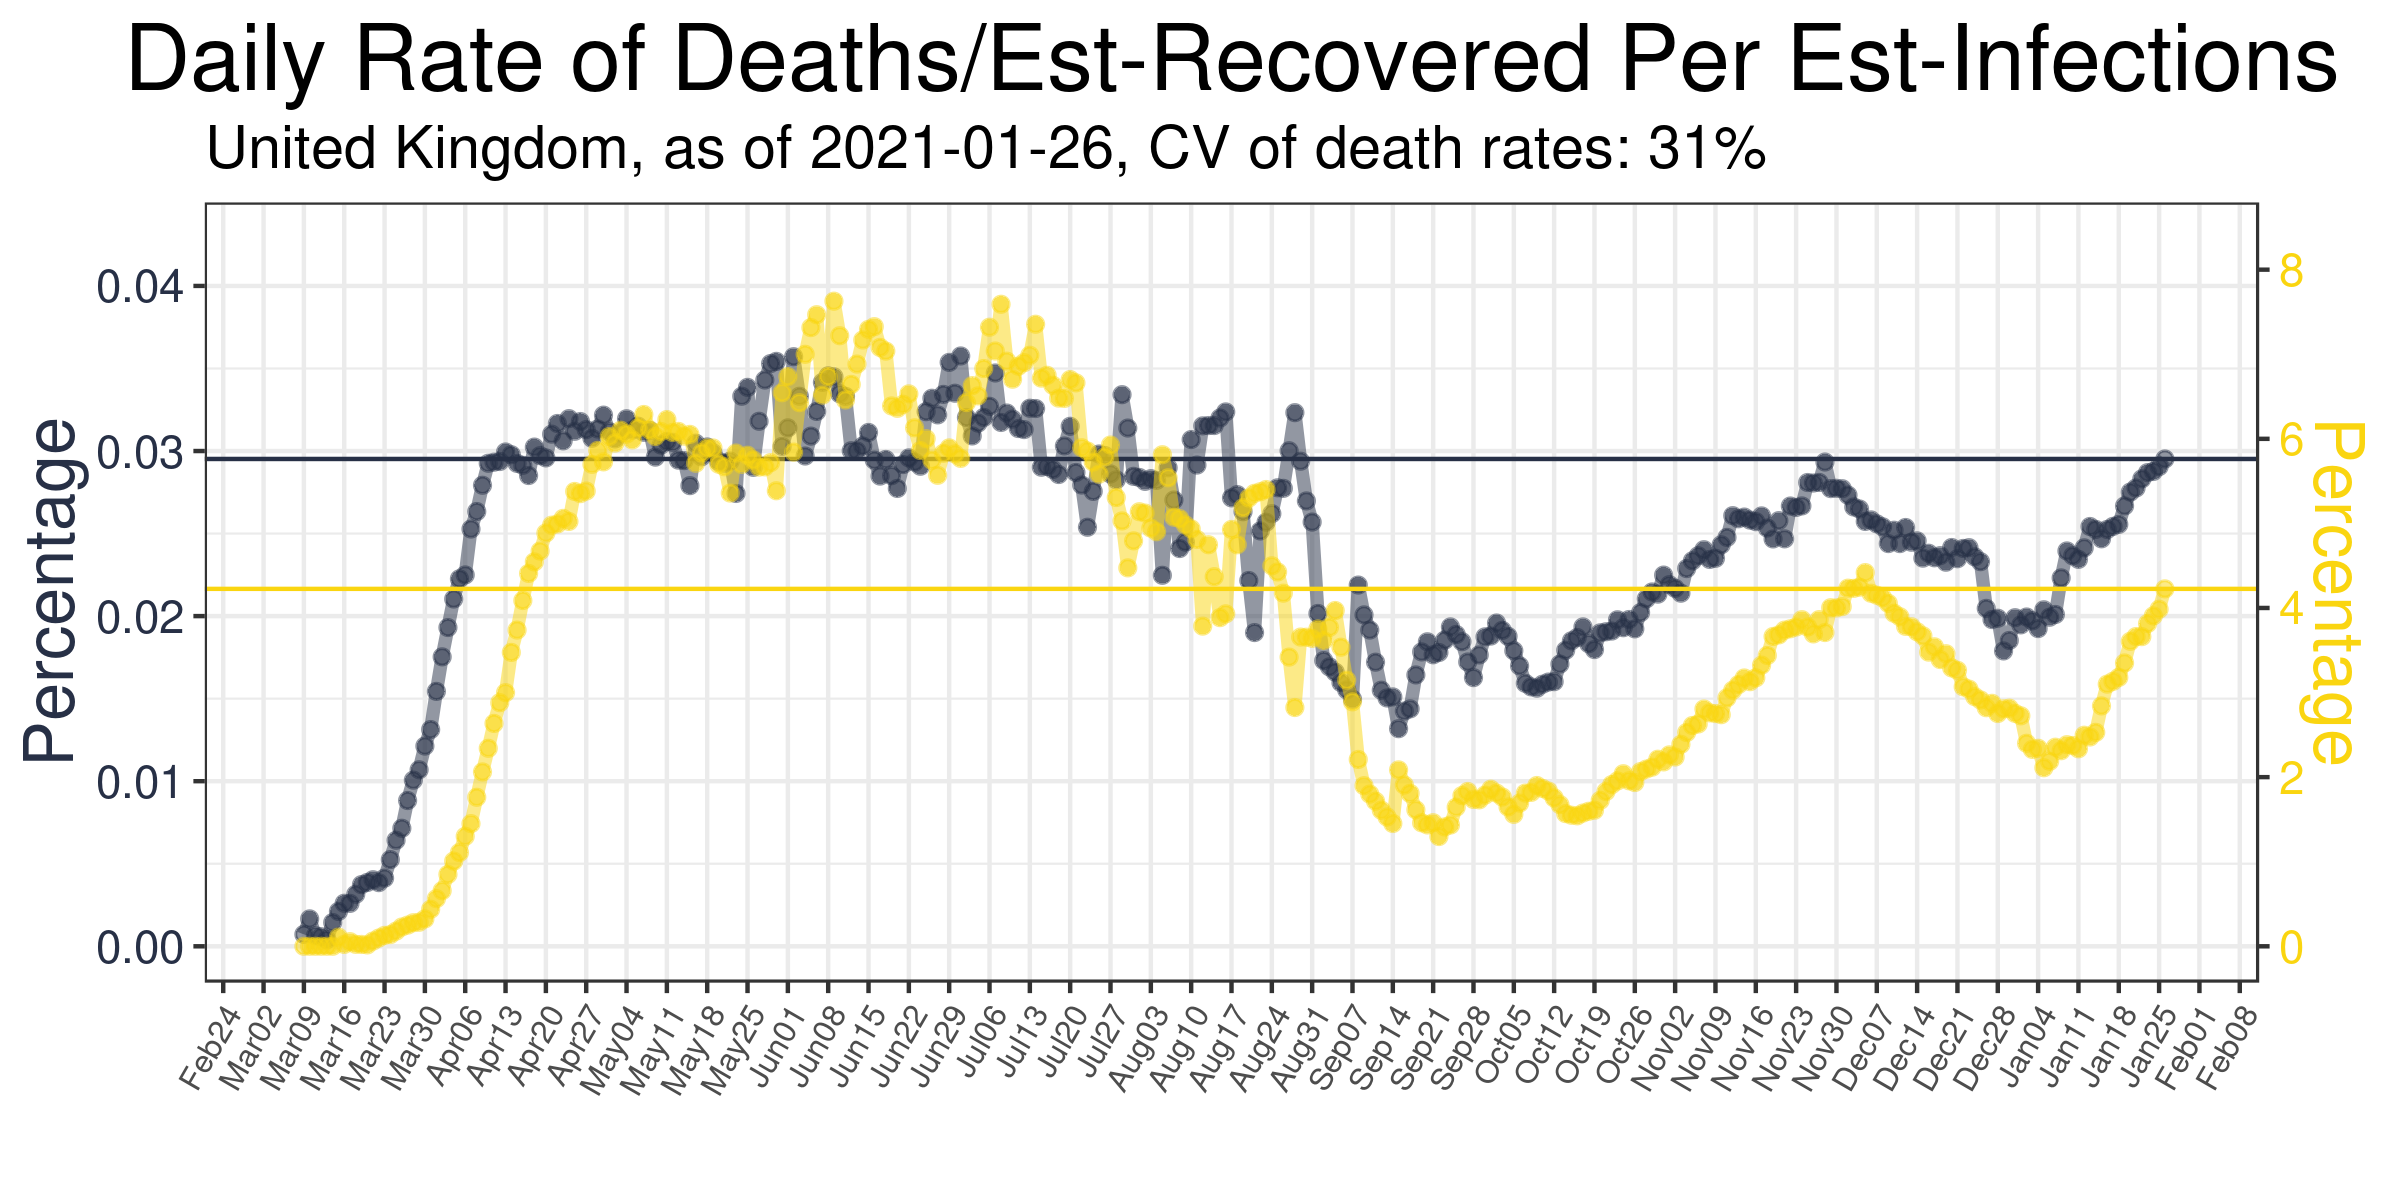 Daily Rate of Deaths/Est-Recovered Per Est-Infections
United Kingdom, as of 2021-01-26, CV of death rates: 31%
Percentage
0.04
0.03
0.02
0.01
0.00
8
6
4
2
0
Percentage
Feb24
Mar02
Mar09
Mar16
Mar23
Mar30
Apr06
Apr13
Apr20
Apr27
May04
May11
May18
May25
Jun01
Jun08
Jun15
Jun22
Jun29
Jul06
Jul13
Jul20
Jul27
Aug03
Aug10
Aug17
Aug24
Aug31
Sep07
Sep14
Sep21
Sep28
Oct05
Oct12
Oct19
Oct26
Nov02
Nov09
Nov16
Nov23
Nov30
Dec07
Dec14
Dec21
Dec28
Jan04
Jan11
Jan18
Jan25
Feb01
Feb08